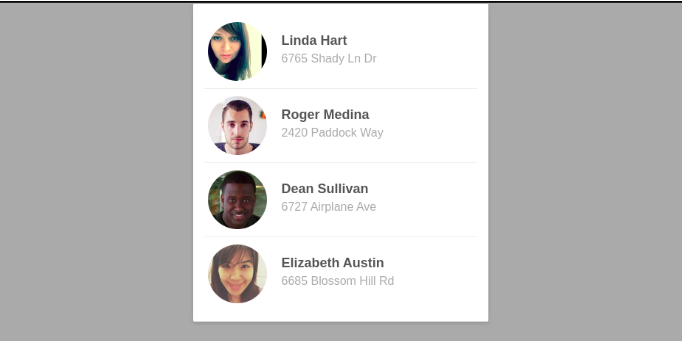 Linda Hart
6765 Shady Ln Dr
Roger Medina
2420 Paddock Way
Dean Sullivan
6727 Airplane Ave
Elizabeth Austin
6685 Blossom Hill Rd